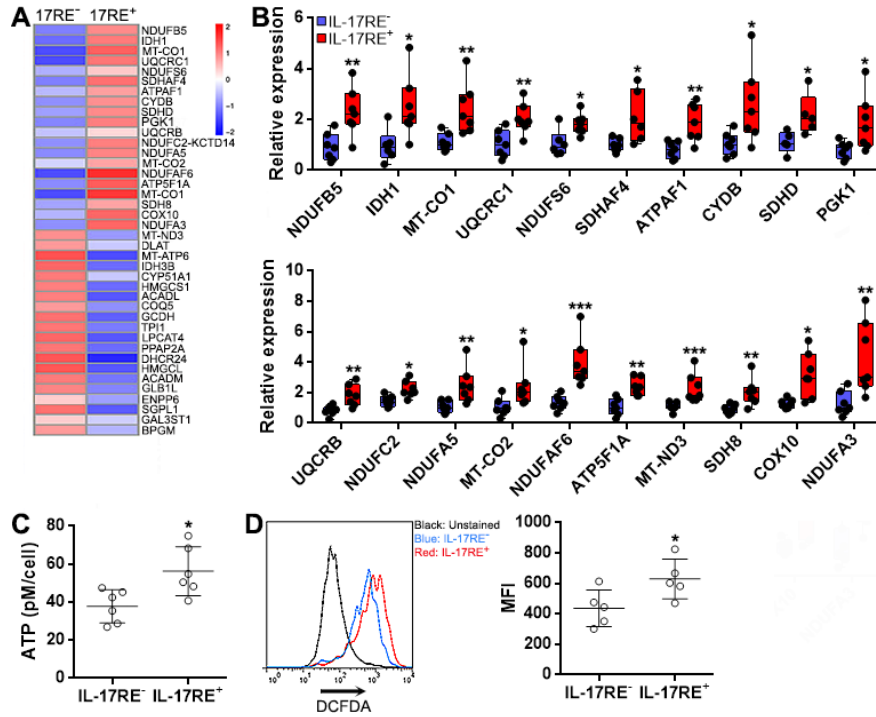 A
17RE⁻ 17RE⁺
NDUFB5
IDH1
MT-CO1
UQCRC1
NDUFS6
SDHAF4
ATPAF1
CYDB
SDHD
PGK1
UQCRB
NDUFC2-KCTD14
NDUFA5
MT-CO2
NDUFAF6
ATP5F1A
MT-CO1
SDH8
COX10
NDUFA3
MT-ND3
DLAT
MT-ATP6
IDH3B
CYP51A1
HMGCS1
ACADL
COQ5
GCDH
TPI1
LPCAT4
PPAP2A
DHCR24
HMGCL
ACADM
GLB1L
ENPP6
SGPL1
GAL3ST1
BPGM
2
1
0
−1
−2
B
IL-17RE⁻
IL-17RE⁺
Relative expression
6
4
2
0
** * ** ** * * ** * * *
NDUFB5 IDH1 MT-CO1 UQCRC1 NDUFS6 SDHAF4 ATPAF1 CYDB SDHD PGK1
Relative expression
10
8
6
4
2
0
** * ** * *** ** *** ** * **
UQCRB NDUFC2 NDUFA5 MT-CO2 NDUFAF6 ATP5F1A MT-ND3 SDH8 COX10 NDUFA3
C
ATP (pM/cell)
80
60
40
20
0
*
IL-17RE⁻ IL-17RE⁺
D
Black: Unstained
Blue: IL-17RE⁻
Red: IL-17RE⁺
10⁰ 10¹ 10² 10³ 10⁴
DCFDA
MFI
1000
800
600
400
200
0
*
IL-17RE⁻ IL-17RE⁺